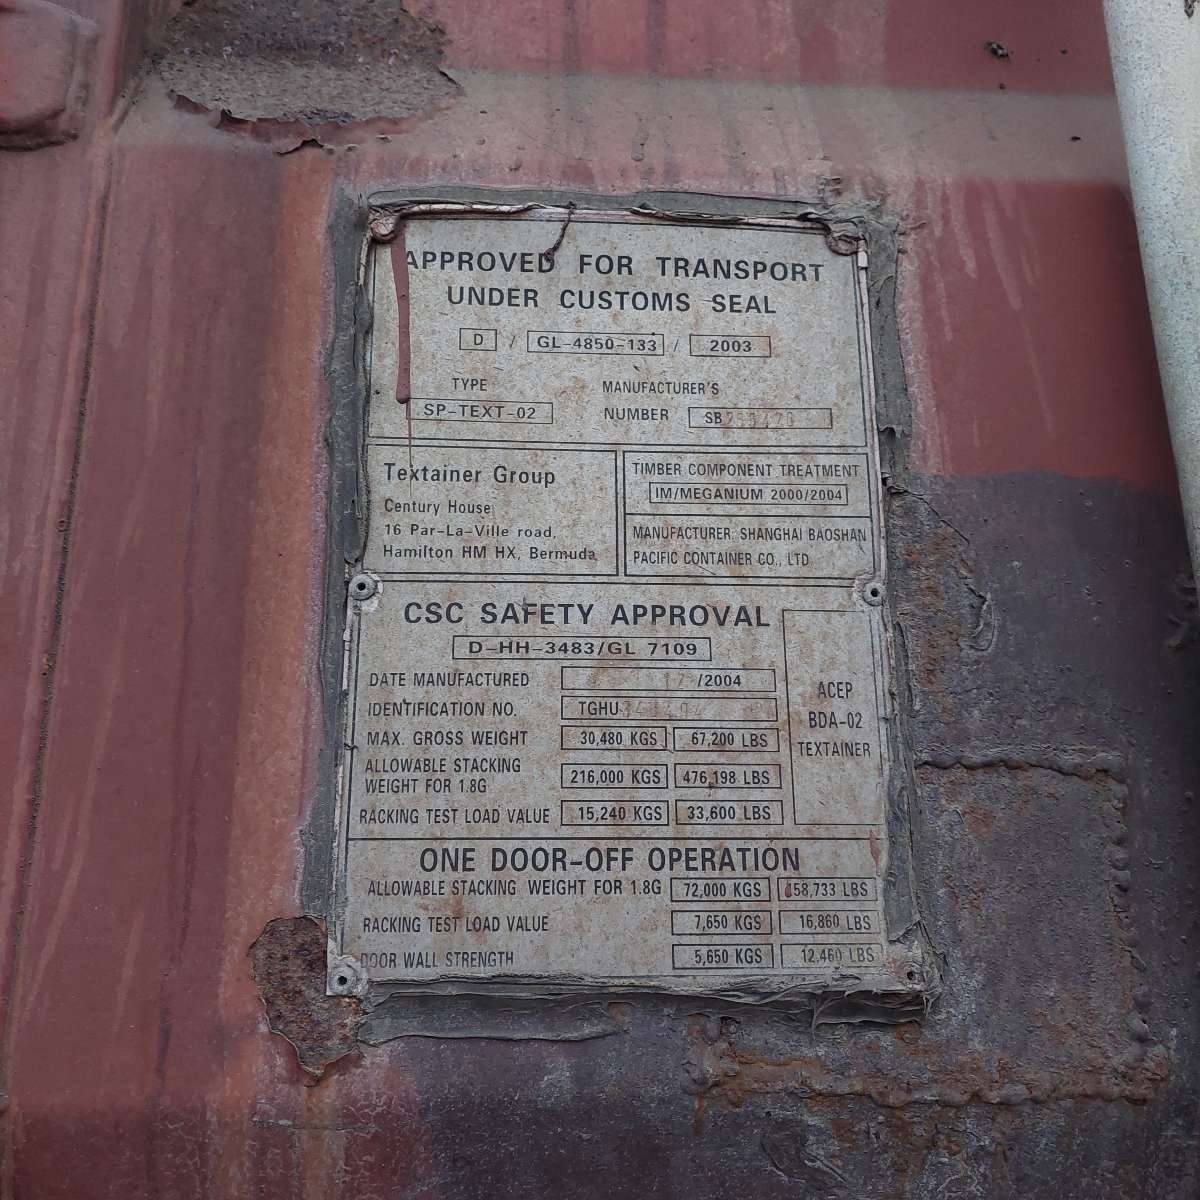 APPROVED FOR TRANSPORT
UNDER CUSTOMS SEAL
D / GL-4850-133 / 2003
TYPE MANUFACTURER'S
SP-TEXT-02 NUMBER SB
Textainer Group
Century House
16 Par-La-Ville road,
Hamilton HM HX, Bermuda
TIMBER COMPONENT TREATMENT
IM/MEGANIUM 2000/2004
MANUFACTURER: SHANGHAI BAOSHAN
PACIFIC CONTAINER CO., LTD
CSC SAFETY APPROVAL
D-HH-3483/GL 7109
DATE MANUFACTURED /2004
IDENTIFICATION NO. TGHU
MAX. GROSS WEIGHT 30,480 KGS 67,200 LBS
ALLOWABLE STACKING
WEIGHT FOR 1.8G 216,000 KGS 476,198 LBS
RACKING TEST LOAD VALUE 15,240 KGS 33,600 LBS
ACEP
BDA-02
TEXTAINER
ONE DOOR-OFF OPERATION
ALLOWABLE STACKING WEIGHT FOR 1.8G 72,000 KGS 158,733 LBS
RACKING TEST LOAD VALUE 7,650 KGS 16,860 LBS
DOOR WALL STRENGTH 5,650 KGS 12,460 LBS